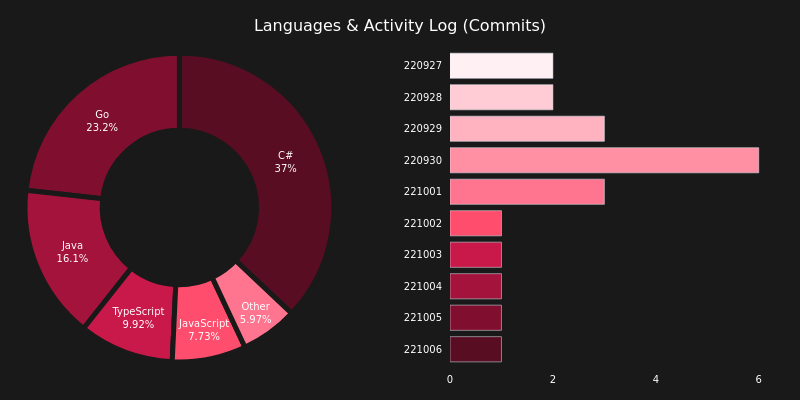 Languages & Activity Log (Commits)
Go
23.2%
C#
37%
Java
16.1%
TypeScript
9.92%
JavaScript
7.73%
Other
5.97%
220927
220928
220929
220930
221001
221002
221003
221004
221005
221006
0 2 4 6